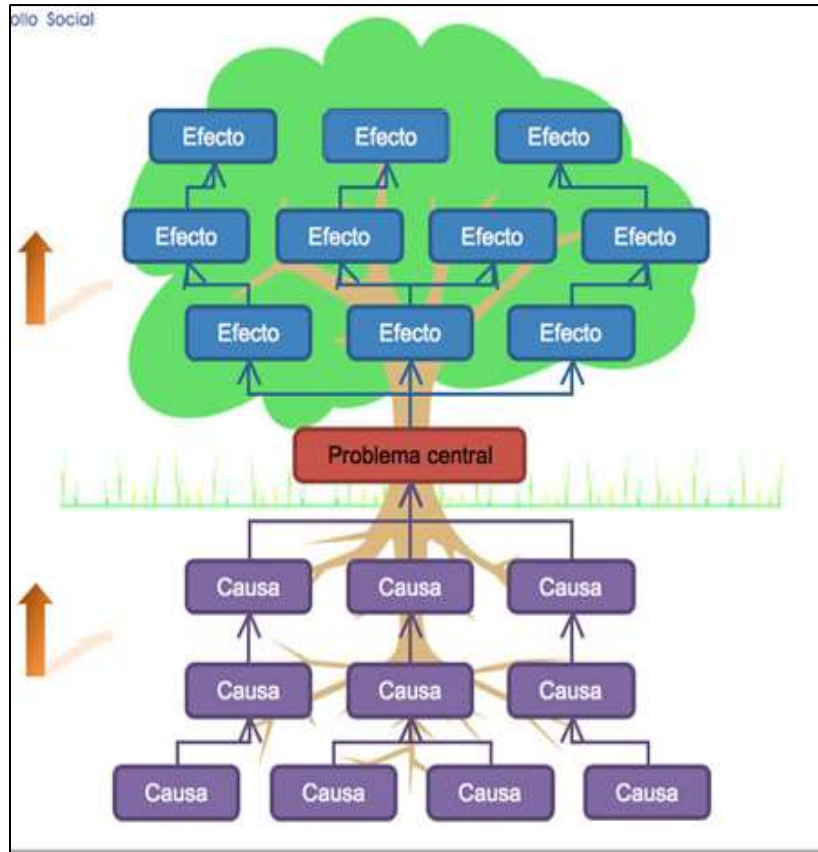 ollo Social
Efecto Efecto Efecto
Efecto Efecto Efecto Efecto
Efecto Efecto Efecto
Problema central
Causa Causa Causa
Causa Causa Causa
Causa Causa Causa Causa